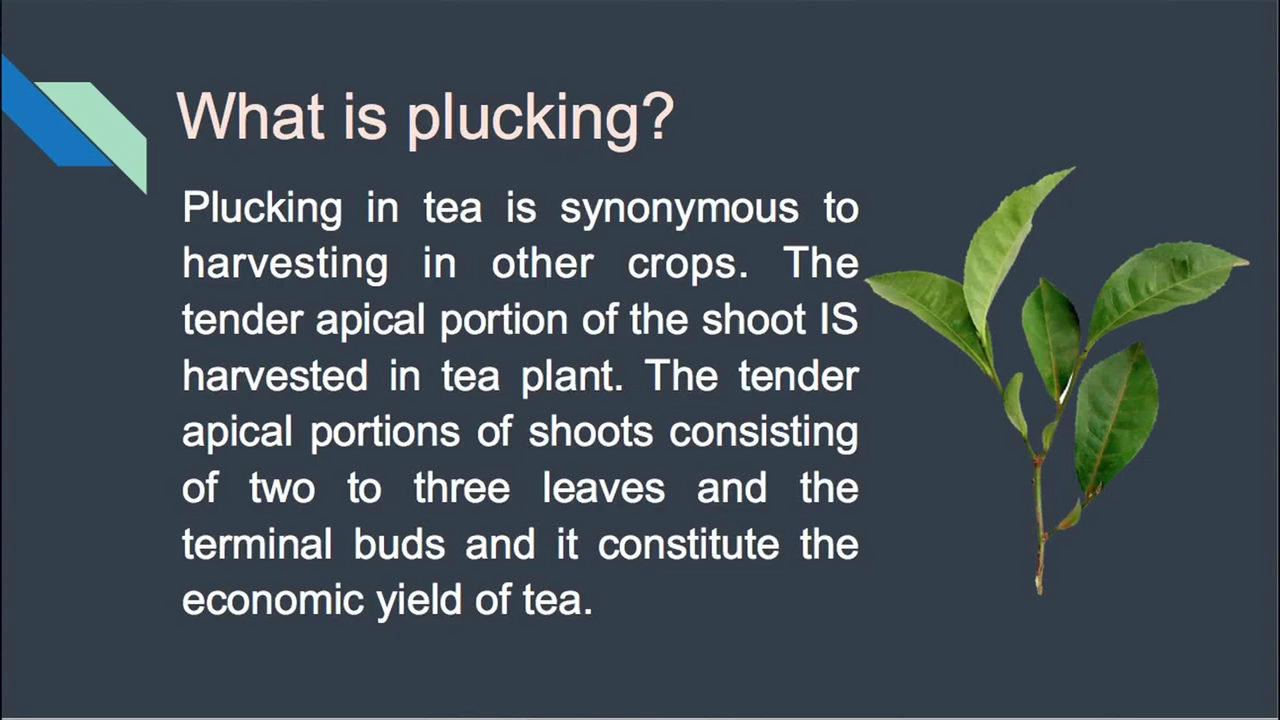 What is plucking?
Plucking in tea is synonymous to
harvesting in other crops. The
tender apical portion of the shoot IS
harvested in tea plant. The tender
apical portions of shoots consisting
of two to three leaves and the
terminal buds and it constitute the
economic yield of tea.